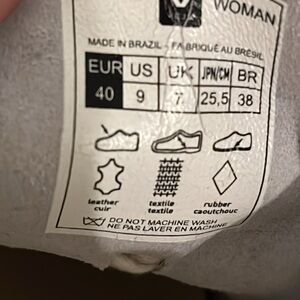 WOMAN
MADE IN BRAZIL - FABRIQUÉ AU BRÉSIL
EUR US UK JPN/CM BR
40 9 7 25,5 38
leather textile rubber
cuir textile caoutchouc
DO NOT MACHINE WASH
NE PAS LAVER EN MACHINE